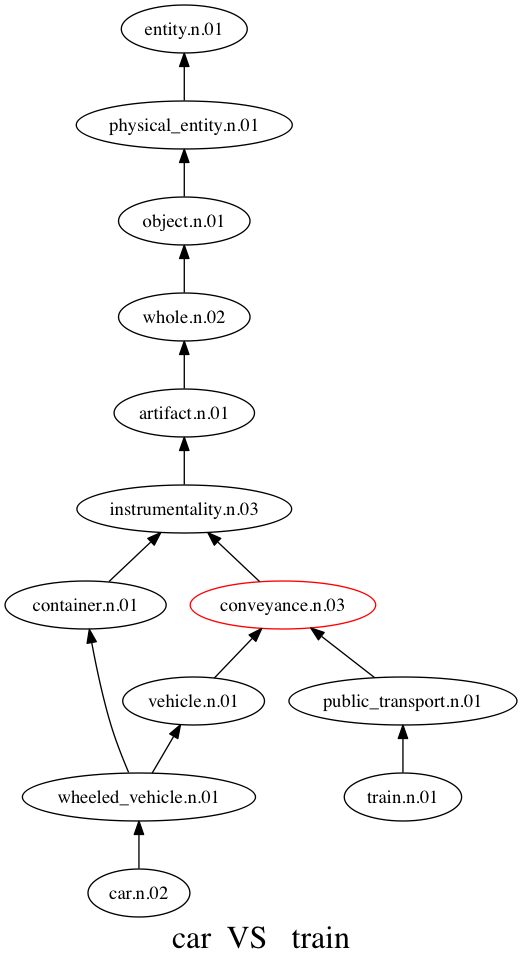 entity.n.01
physical_entity.n.01
object.n.01
whole.n.02
artifact.n.01
instrumentality.n.03
container.n.01 conveyance.n.03
vehicle.n.01 public_transport.n.01
wheeled_vehicle.n.01 train.n.01
car.n.02
car VS train